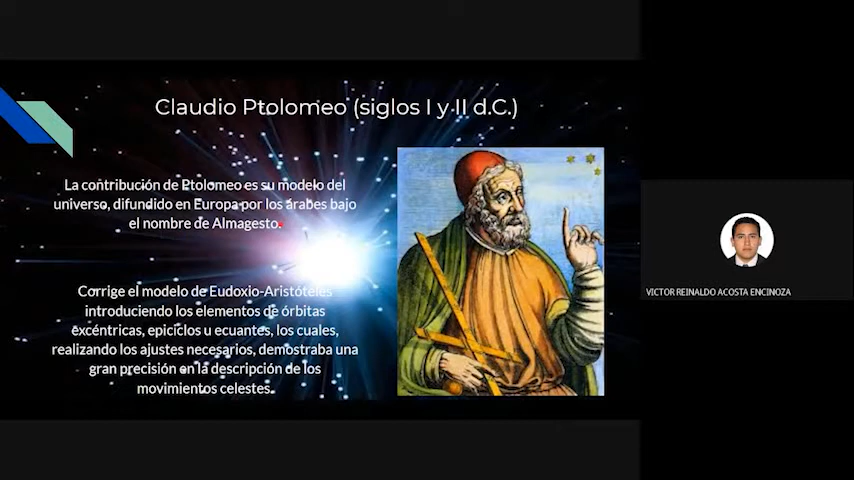 Claudio Ptolomeo (siglos I y II d.C.)
La contribución de Ptolomeo es su modelo del
universo, difundido en Europa por los árabes bajo
el nombre de Almagesto.
Corrige el modelo de Eudoxio-Aristóteles
introduciendo los elementos de órbitas
excéntricas, epiciclos u ecuantes, los cuales,
realizando los ajustes necesarios, demostraba una
gran precisión en la descripción de los
movimientos celestes.
VICTOR REINALDO ACOSTA ENCINOZA